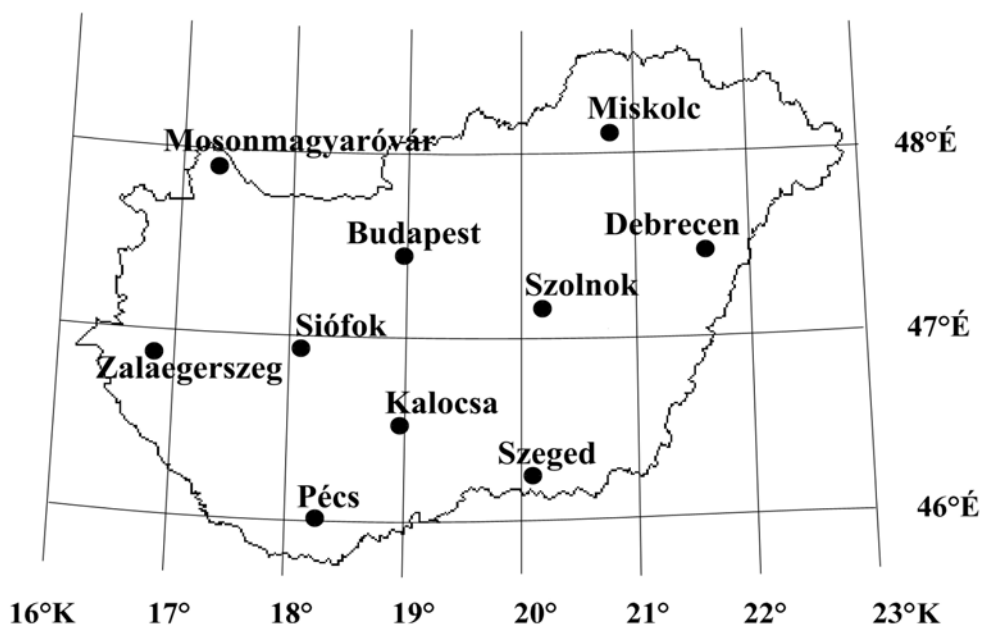 Miskolc
Mosonmagyaróvár
48°É
Debrecen
Budapest
Szolnok
Siófok
47°É
Zalaegerszeg
Kalocsa
Szeged
Pécs
46°É
16°K 17° 18° 19° 20° 21° 22° 23°K